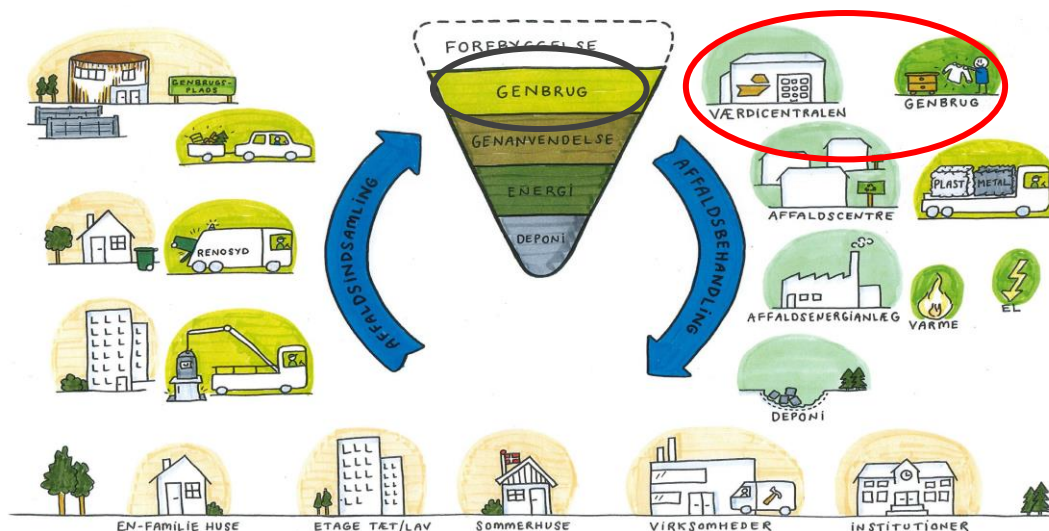 FOREBYGGELSE
GENBRUG
GENANVENDELSE
ENERGI
DEPONI
GENBRUGS-
PLADS
RENOSYD
AFFALDSINDSAMLING
AFFALDSBEHANDLING
VÆRDICENTRALEN
GENBRUG
AFFALDSCENTRE
PLAST
METAL
AFFALDSENERGIANLÆG
VARME
EL
DEPONI
EN-FAMILIE HUSE
ETAGE TÆT/LAV
SOMMERHUSE
VIRKSOMHEDER
INSTITUTIONER